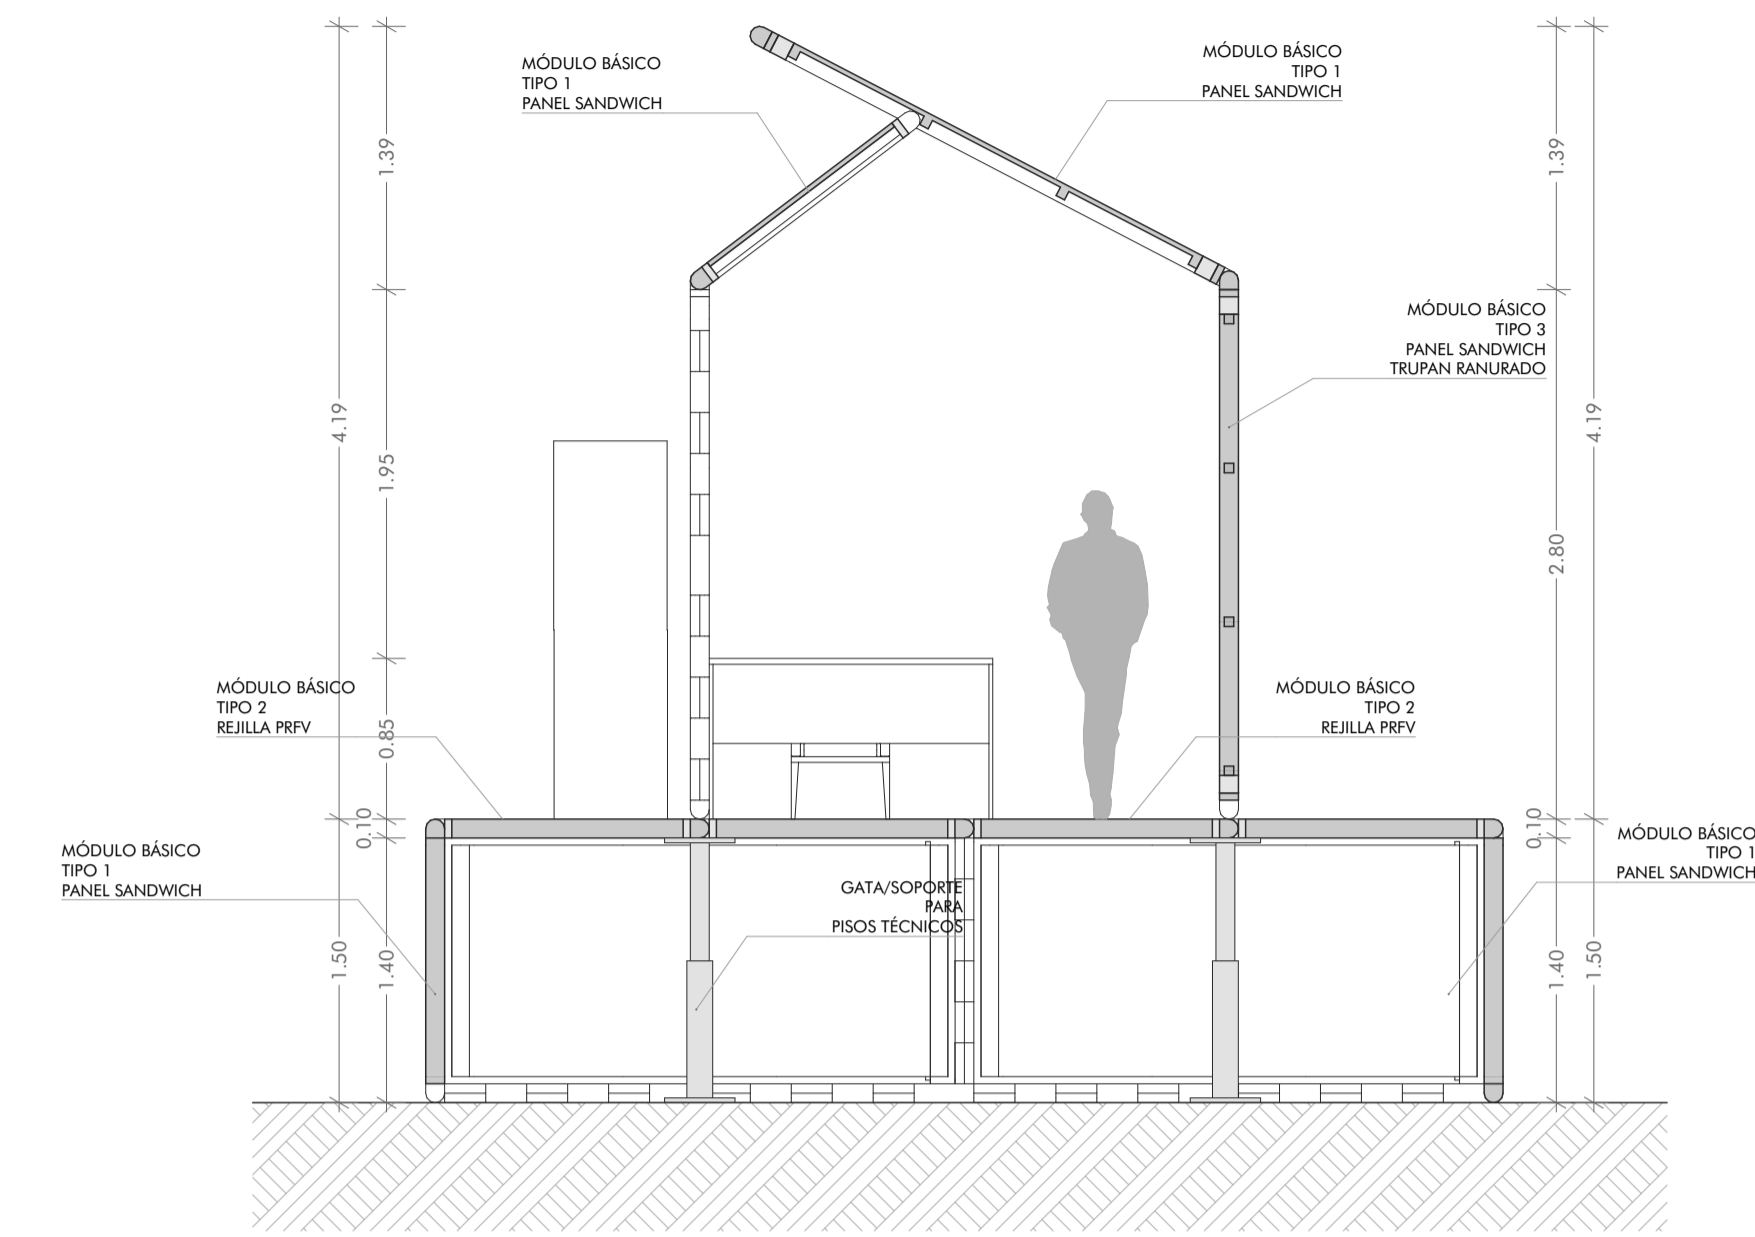 MÓDULO BÁSICO
TIPO 1
PANEL SANDWICH
MÓDULO BÁSICO
TIPO 1
PANEL SANDWICH
MÓDULO BÁSICO
TIPO 3
PANEL SANDWICH
TRUPAN RANURADO
MÓDULO BÁSICO
TIPO 2
REJILLA PRFV
MÓDULO BÁSICO
TIPO 2
REJILLA PRFV
MÓDULO BÁSICO
TIPO 1
PANEL SANDWICH
GATA/SOPORTE
PARA
PISOS TÉCNICOS
MÓDULO BÁSICO
TIPO 1
PANEL SANDWICH
4.19
1.50
1.39
1.95
0.85
0.10
1.40
1.39
2.80
0.10
1.40
4.19
1.50